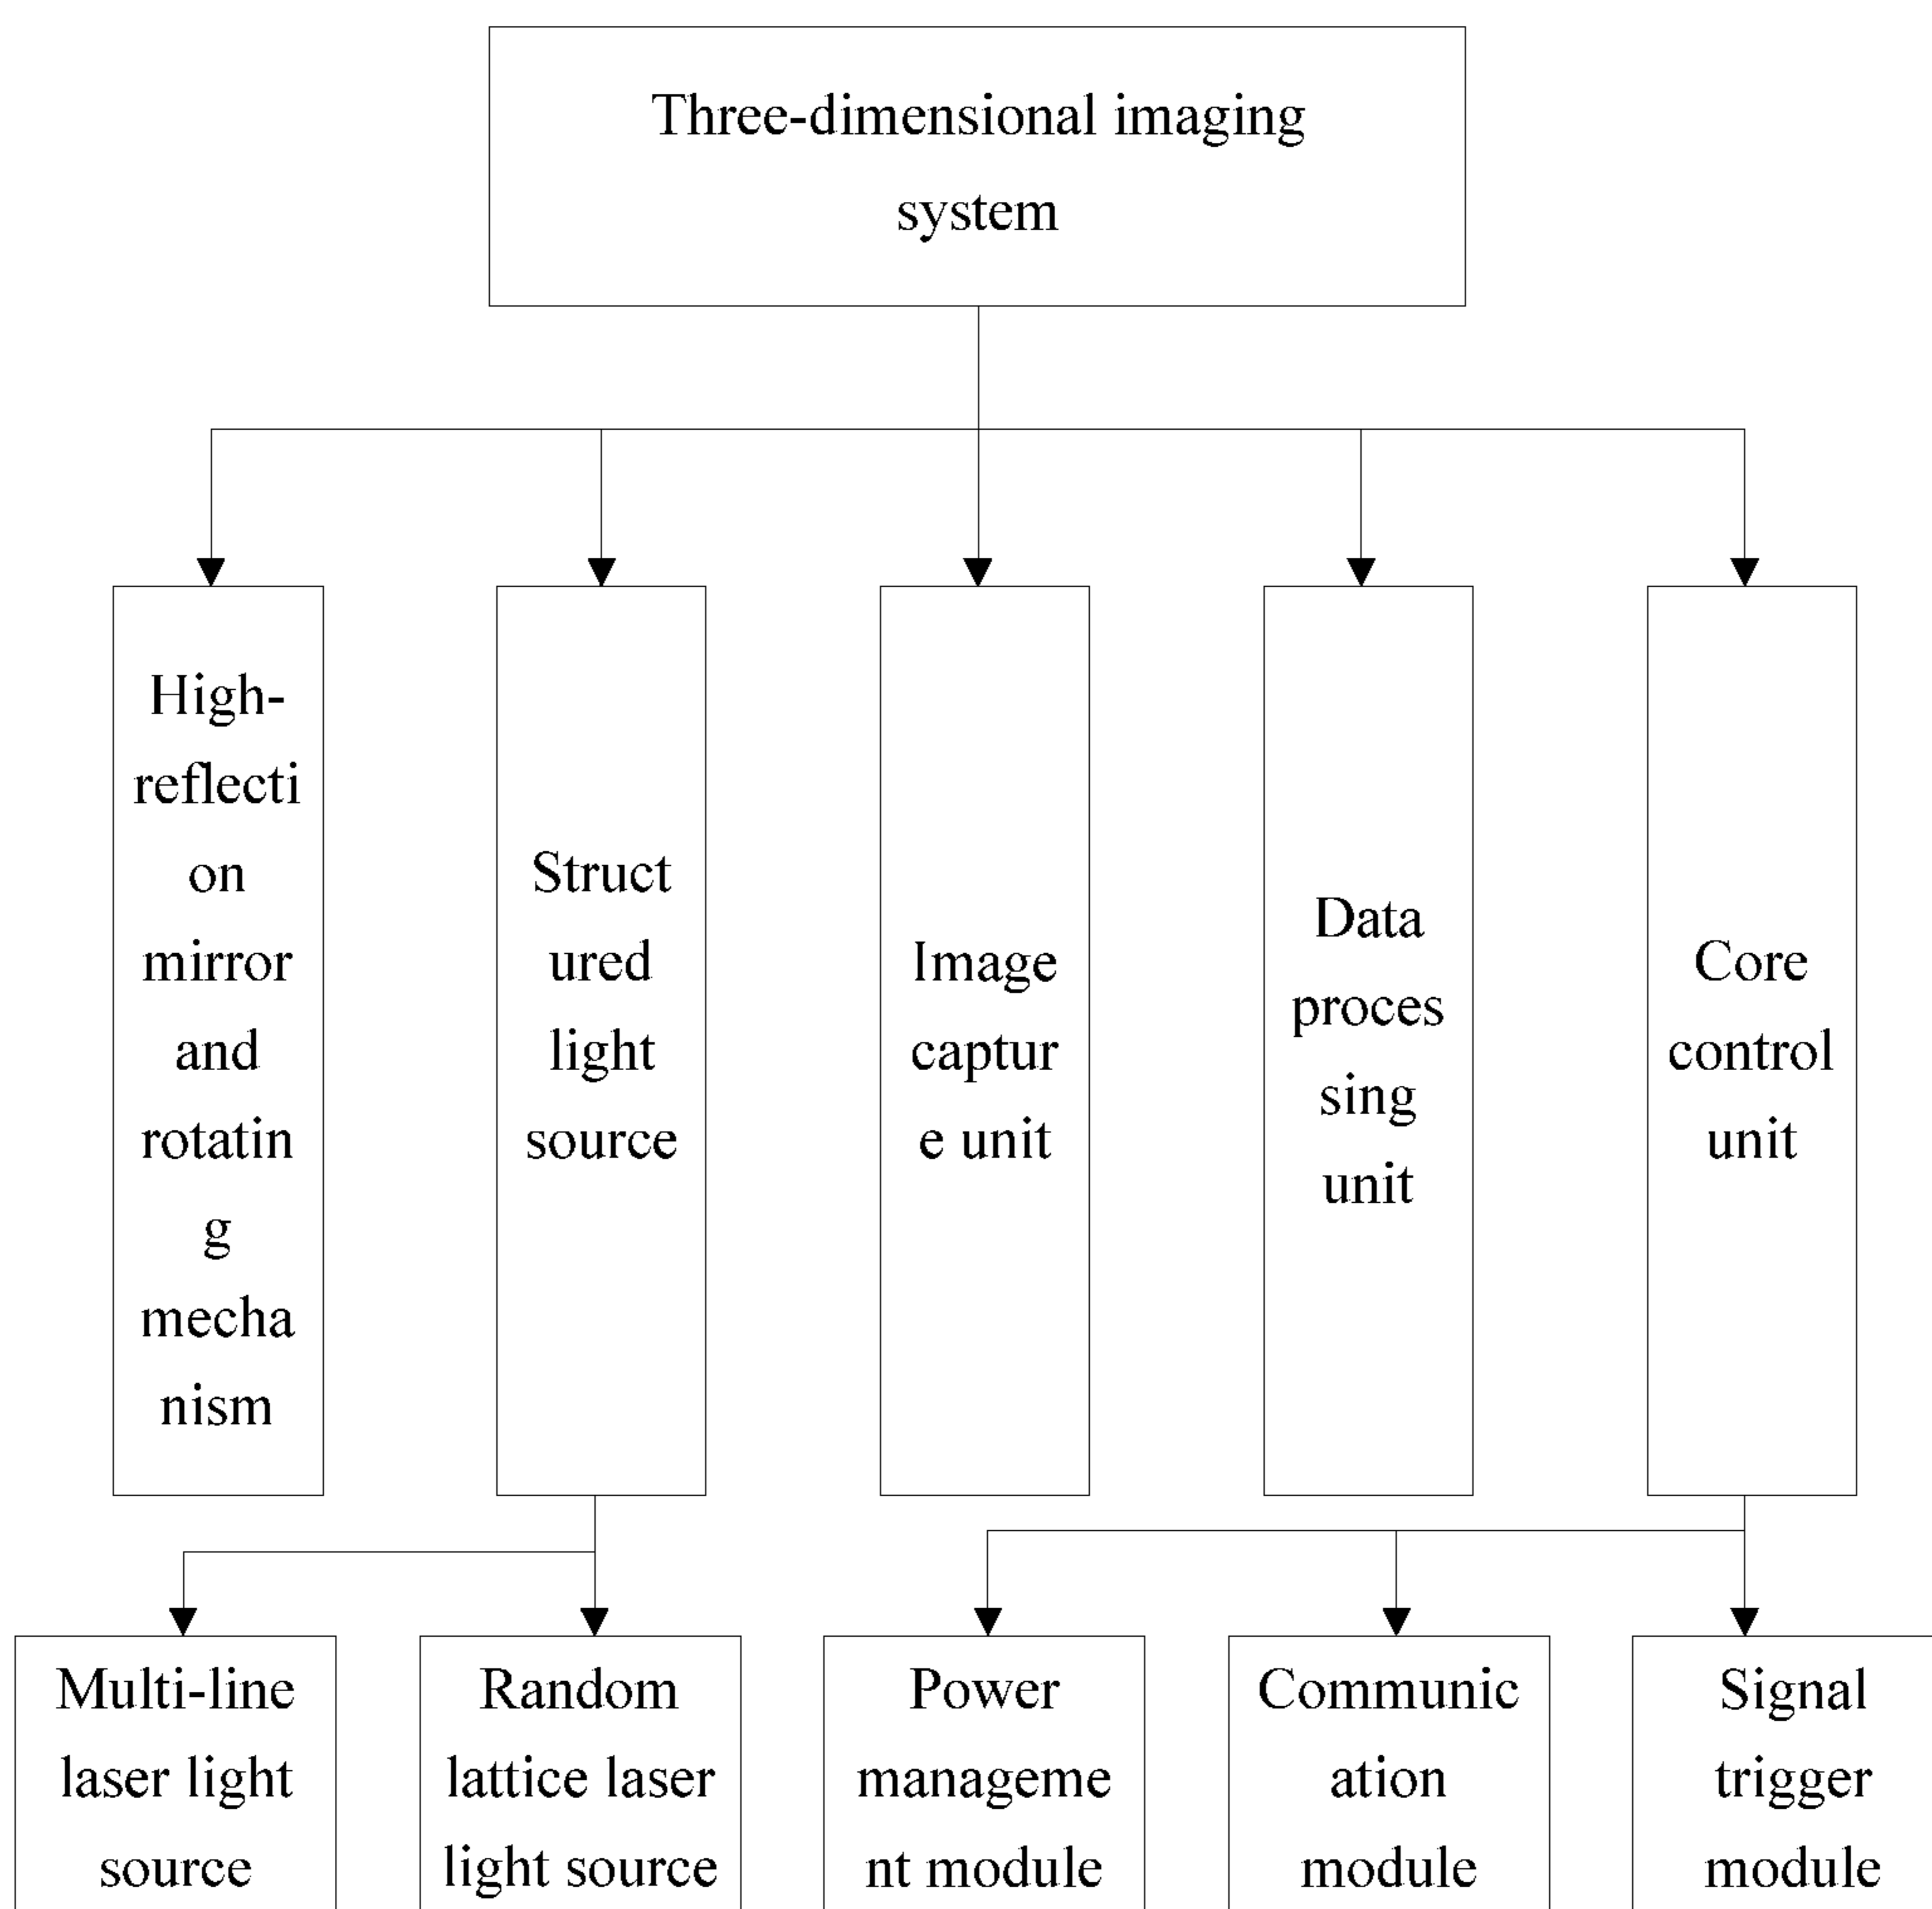 Three-dimensional imaging
system
High-
reflecti
on
mirror
and
rotatin
g
mecha
nism
Struct
ured
light
source
Image
captur
e unit
Data
proces
sing
unit
Core
control
unit
Multi-line
laser light
source
Random
lattice laser
light source
Power
manageme
nt module
Communic
ation
module
Signal
trigger
module